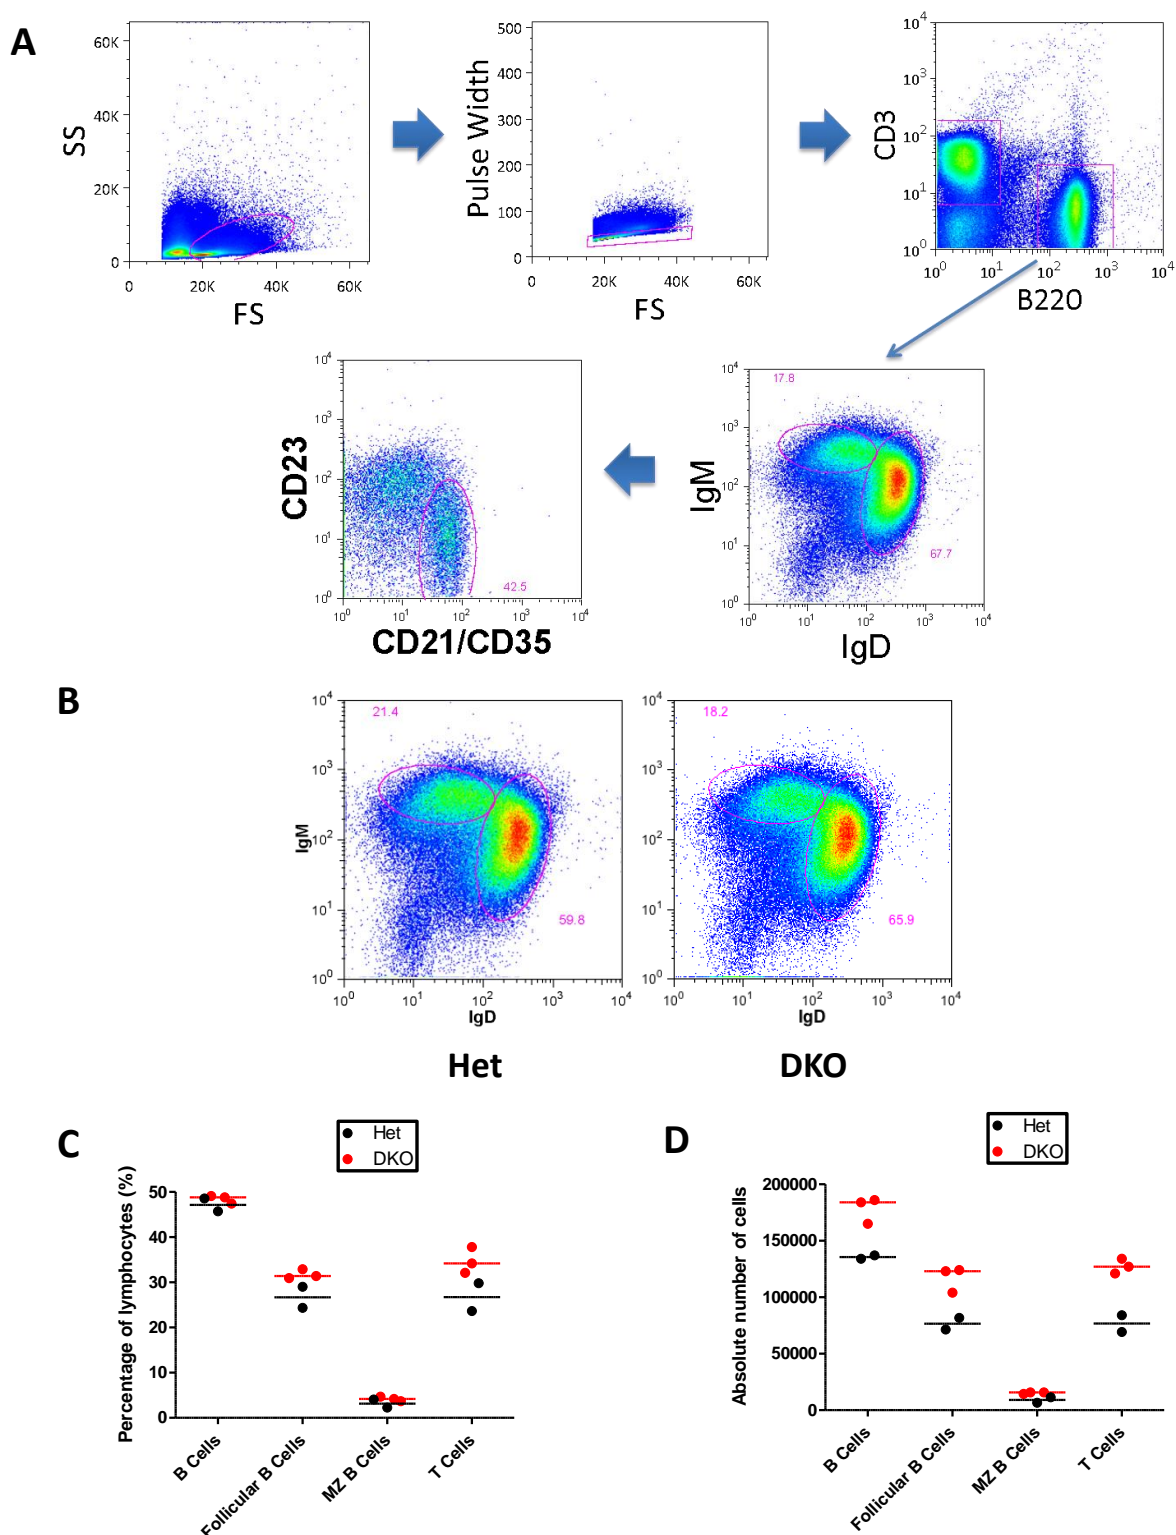 A
SS
60K
40K
20K
0
0
20K
40K
60K
FS
Pulse Width
500
400
300
200
100
0
0
20K
40K
60K
FS
CD3
10^4
10^3
10^2
10^1
10^0
10^0
10^1
10^2
10^3
10^4
B220
CD23
10^4
10^3
10^2
10^1
10^0
42.5
10^0
10^1
10^2
10^3
10^4
CD21/CD35
IgM
10^4
10^3
10^2
10^1
10^0
17.8
67.7
10^0
10^1
10^2
10^3
10^4
IgD
B
IgM
10^4
10^3
10^2
10^1
10^0
21.4
59.8
10^0
10^1
10^2
10^3
10^4
IgD
Het
10^4
10^3
10^2
10^1
10^0
18.2
65.9
10^0
10^1
10^2
10^3
10^4
IgD
DKO
C
Het
DKO
Percentage of lymphocytes (%)
50
40
30
20
10
0
B Cells
Follicular B Cells
MZ B Cells
T Cells
D
Het
DKO
Absolute number of cells
200000
150000
100000
50000
0
B Cells
Follicular B Cells
MZ B Cells
T Cells